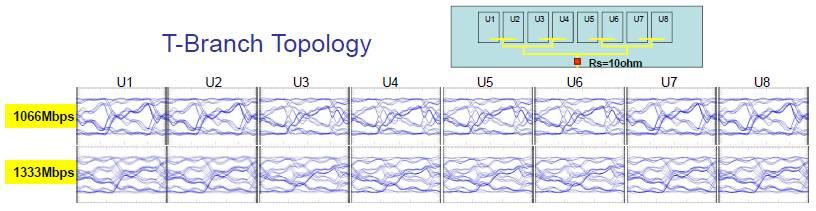 T-Branch Topology
U1 U2 U3 U4 U5 U6 U7 U8
Rs=10ohm
U1 U2 U3 U4 U5 U6 U7 U8
1066Mbps
1333Mbps